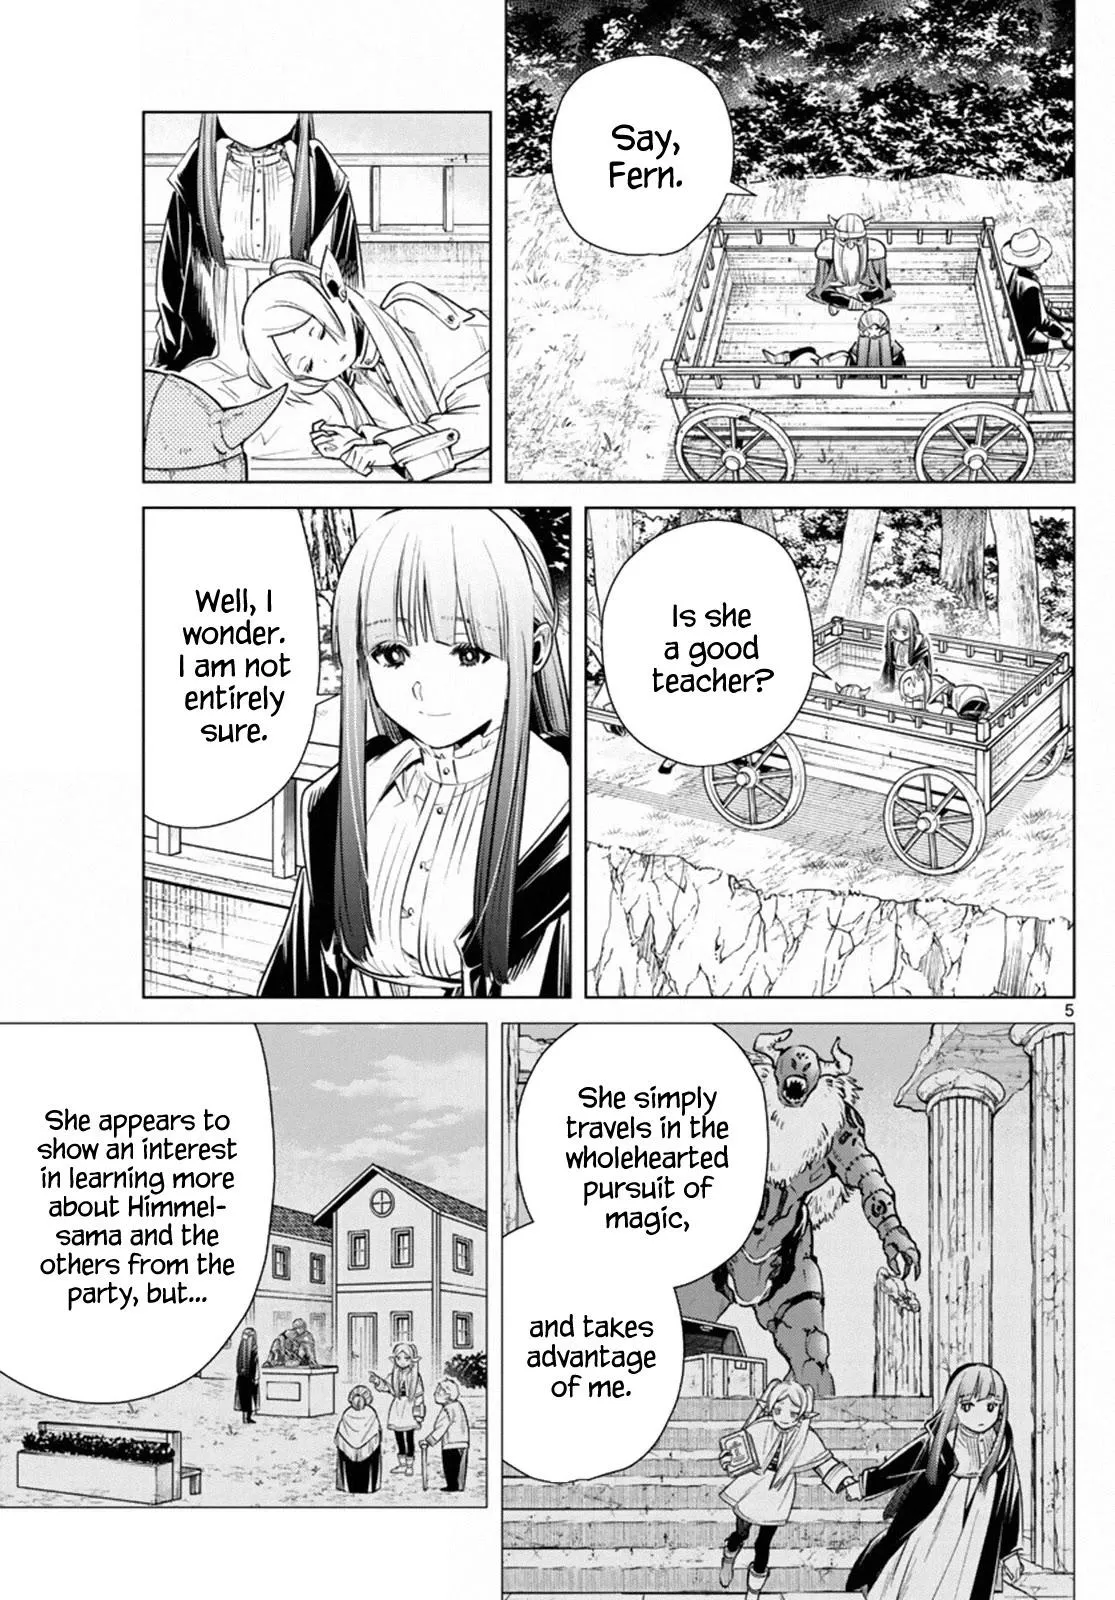 Say,
Fern.
Is she
a good
teacher?
Well, I
wonder.
I am not
entirely
sure.
5
She simply
travels in the
wholehearted
pursuit of
magic,
and takes
advantage
of me.
She appears to
show an interest
in learning more
about Himmel-
sama and the
others from the
party, but...